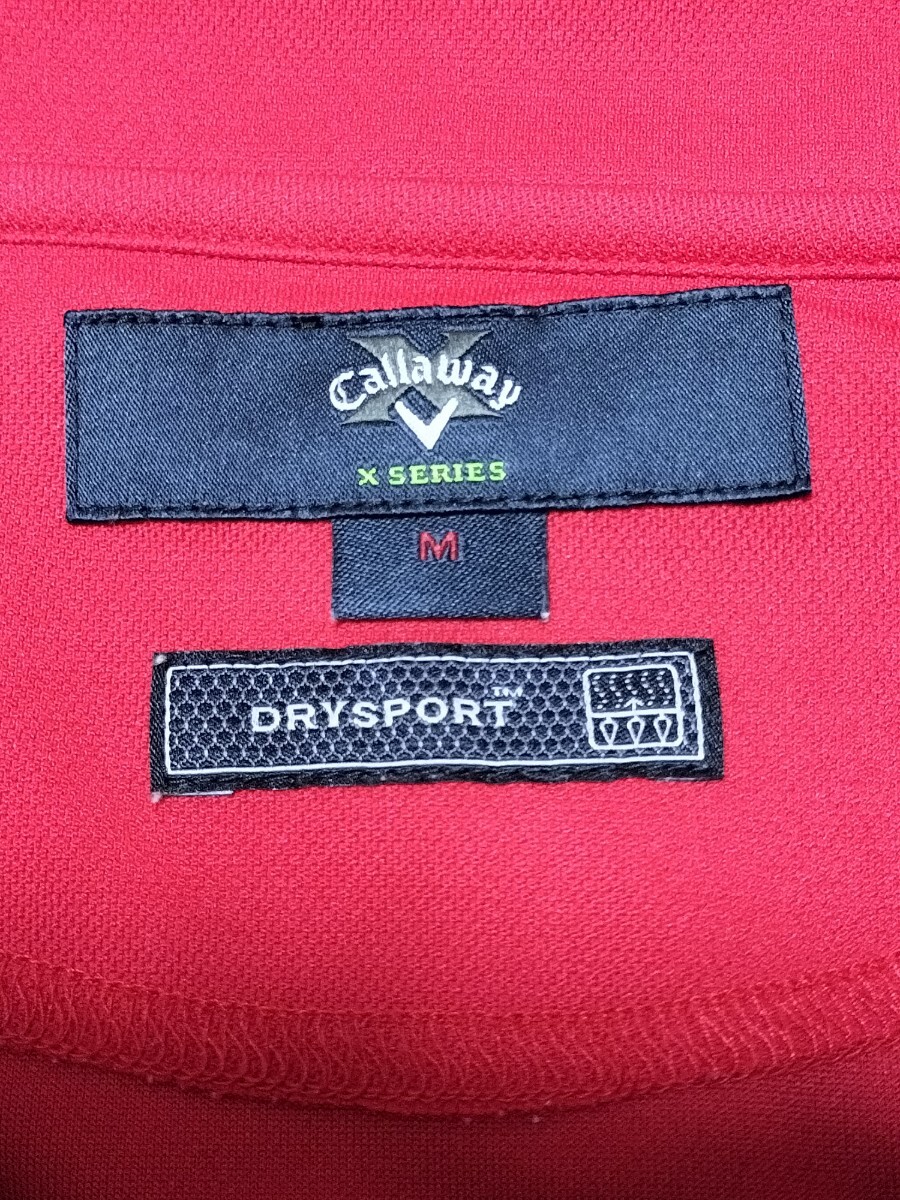 Callaway
X SERIES
M
DRYSPORT™